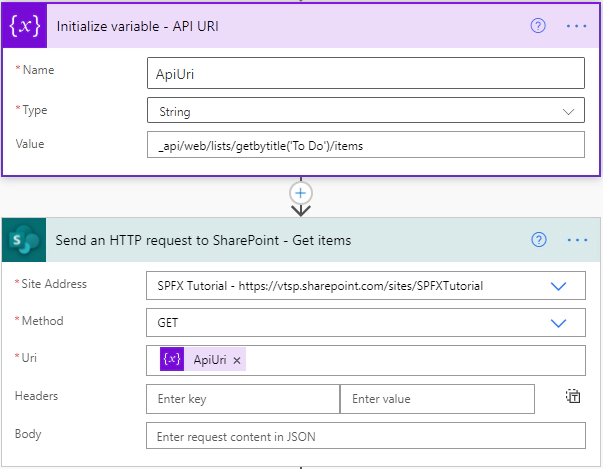 {x} Initialize variable - API URI ? ...
* Name ApiUri
* Type String
Value _api/web/lists/getbytitle('To Do')/items
+
S Send an HTTP request to SharePoint - Get items ? ...
* Site Address SPFX Tutorial - https://vtsp.sharepoint.com/sites/SPFXTutorial
* Method GET
* Uri {x} ApiUri ×
Headers Enter key Enter value T
Body Enter request content in JSON